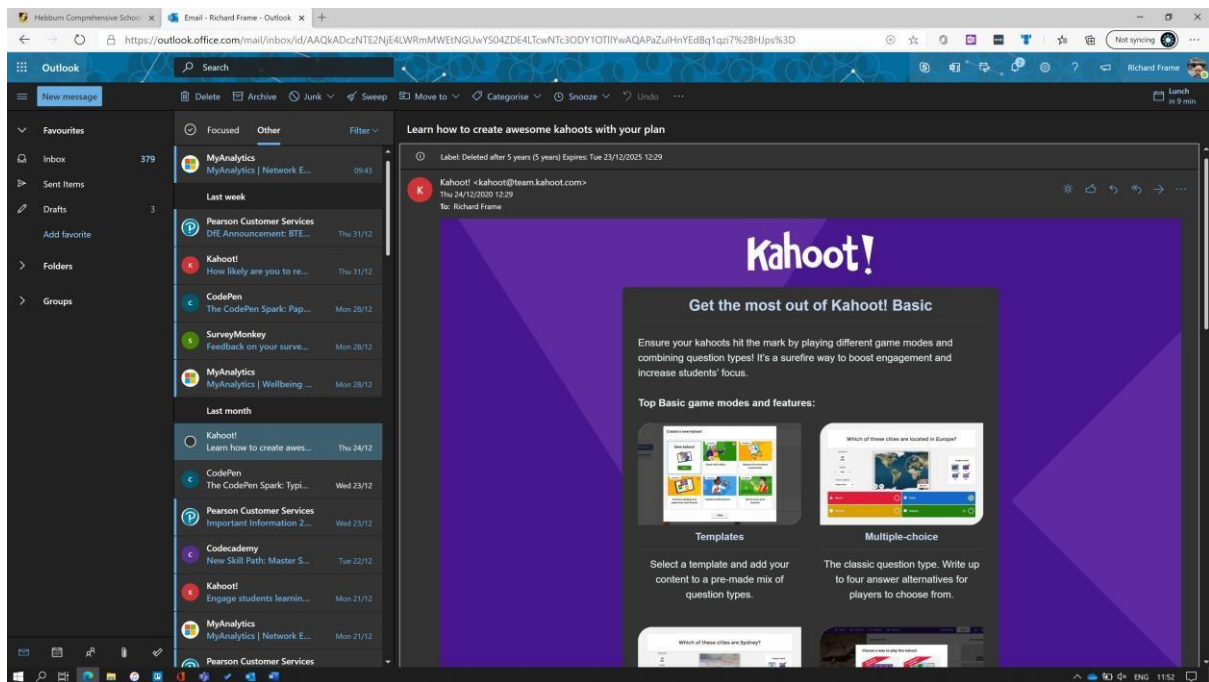 Hebburn Comprehensive School
Email - Richard Frame - Outlook
Not syncing
Outlook
Search
Richard Frame
New message
Delete
Archive
Junk
Sweep
Move to
Categorise
Snooze
Undo
Lunch
in 9 min
Favourites
Inbox 379
Sent Items
Drafts 3
Add favorite
Folders
Groups
Focused Other Filter
MyAnalytics
MyAnalytics | Network E... 09:43
Last week
Pearson Customer Services
DfE Announcement: BTE... Thu 31/12
Kahoot!
How likely are you to re... Thu 31/12
CodePen
The CodePen Spark: Pap... Mon 28/12
SurveyMonkey
Feedback on your surve... Mon 28/12
MyAnalytics
MyAnalytics | Wellbeing ... Mon 28/12
Last month
Kahoot!
Learn how to create awes... Thu 24/12
CodePen
The CodePen Spark: Typi... Wed 23/12
Pearson Customer Services
Important Information 2... Wed 23/12
Codecademy
New Skill Path: Master S... Tue 22/12
Kahoot!
Engage students learnin... Mon 21/12
MyAnalytics
MyAnalytics | Network E... Mon 21/12
Pearson Customer Services
Learn how to create awesome kahoots with your plan
Label: Deleted after 5 years (5 years) Expires: Tue 23/12/2025 12:29
K
Kahoot! <kahoot@team.kahoot.com>
Thu 24/12/2020 12:29
To: Richard Frame
Kahoot!
Get the most out of Kahoot! Basic
Ensure your kahoots hit the mark by playing different game modes and
combining question types! It's a surefire way to boost engagement and
increase students' focus.
Top Basic game modes and features:
Create a new kahoot
Which of these cities are located in Europe?
Templates
Select a template and add your
content to a pre-made mix of
question types.
Multiple-choice
The classic question type. Write up
to four answer alternatives for
players to choose from.
Which of these cities are Sydney?
Choose a way to play this kahoot!
ENG 11:52